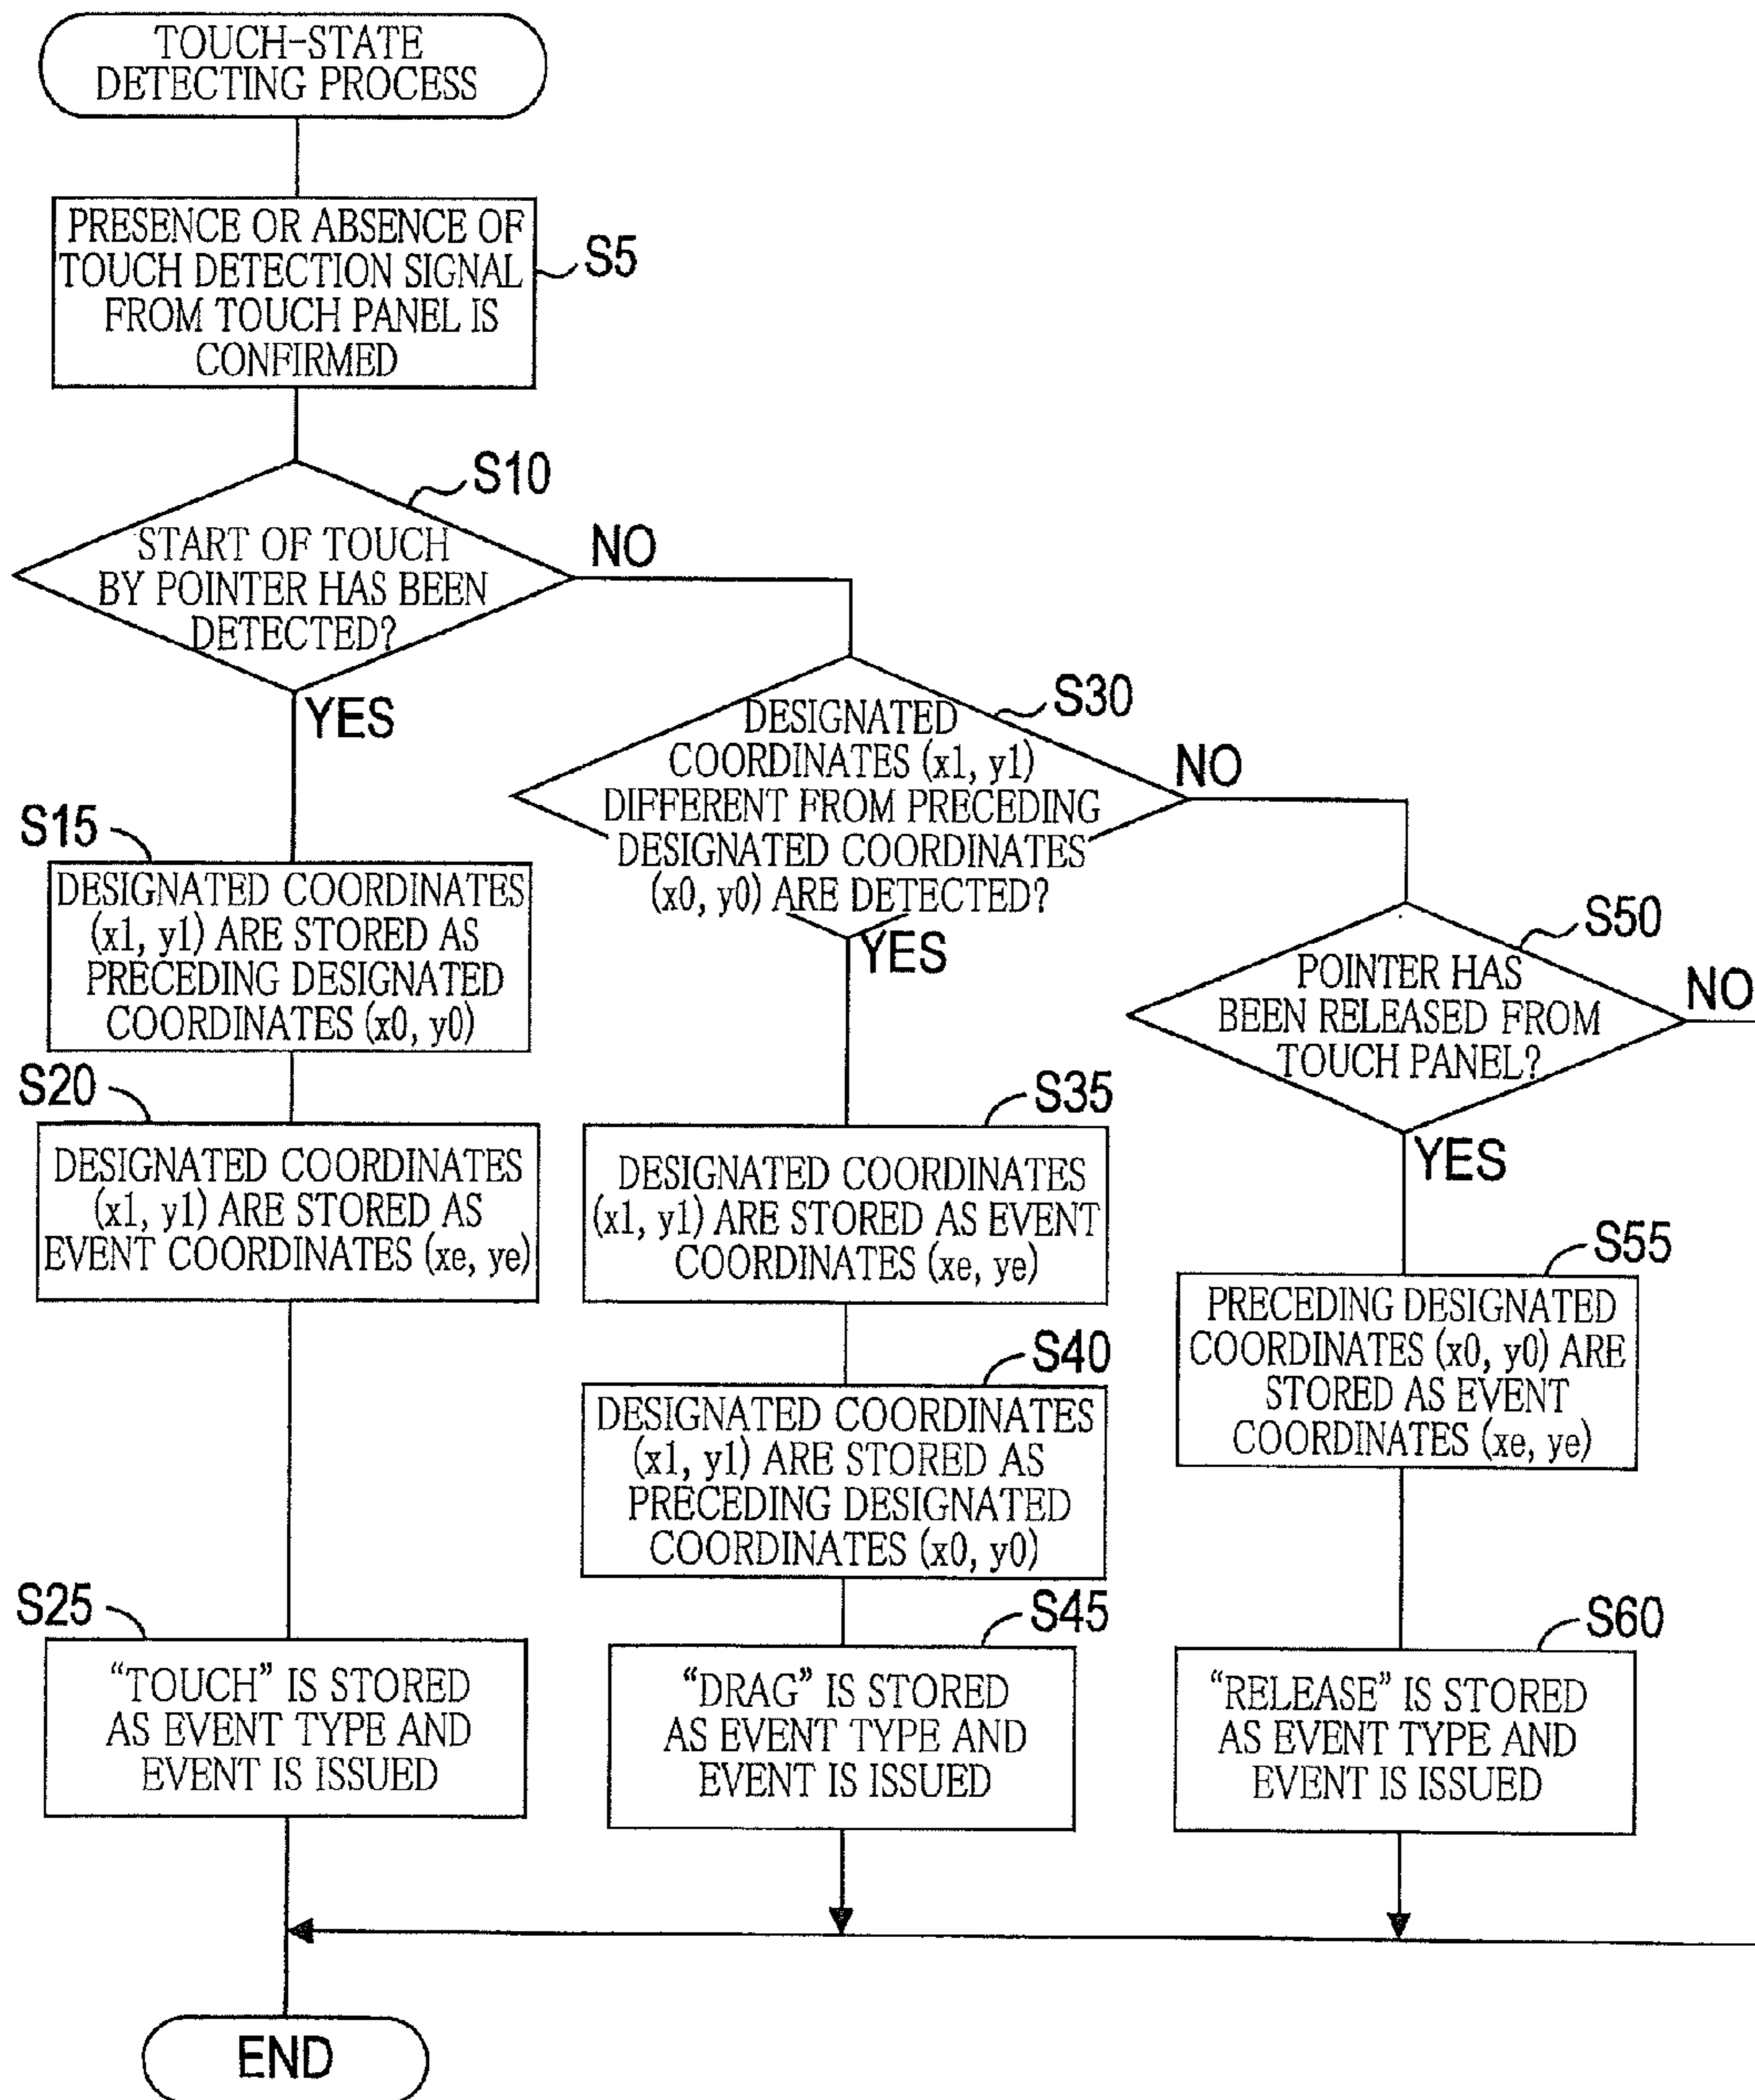 TOUCH-STATE
DETECTING PROCESS
PRESENCE OR ABSENCE OF
TOUCH DETECTION SIGNAL
FROM TOUCH PANEL IS
CONFIRMED
S5
S10
START OF TOUCH
BY POINTER HAS BEEN
DETECTED?
NO
YES
S30
DESIGNATED
COORDINATES (x1, y1)
DIFFERENT FROM PRECEDING
DESIGNATED COORDINATES
(x0, y0) ARE DETECTED?
NO
YES
S15
DESIGNATED COORDINATES
(x1, y1) ARE STORED AS
PRECEDING DESIGNATED
COORDINATES (x0, y0)
S50
POINTER HAS
BEEN RELEASED FROM
TOUCH PANEL?
NO
YES
S20
DESIGNATED COORDINATES
(x1, y1) ARE STORED AS
EVENT COORDINATES (xe, ye)
S35
DESIGNATED COORDINATES
(x1, y1) ARE STORED AS EVENT
COORDINATES (xe, ye)
S55
PRECEDING DESIGNATED
COORDINATES (x0, y0) ARE
STORED AS EVENT
COORDINATES (xe, ye)
S40
DESIGNATED COORDINATES
(x1, y1) ARE STORED AS
PRECEDING DESIGNATED
COORDINATES (x0, y0)
S25
“TOUCH” IS STORED
AS EVENT TYPE AND
EVENT IS ISSUED
S45
“DRAG” IS STORED
AS EVENT TYPE AND
EVENT IS ISSUED
S60
“RELEASE” IS STORED
AS EVENT TYPE AND
EVENT IS ISSUED
END